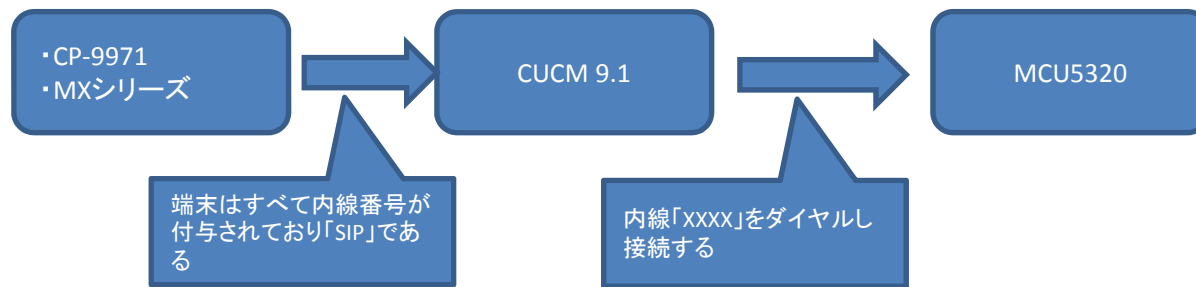 ・CP-9971
・MXシリーズ
CUCM 9.1
MCU5320
端末はすべて内線番号が
付与されており「SIP」であ
る
内線「XXXX」をダイヤルし
接続する